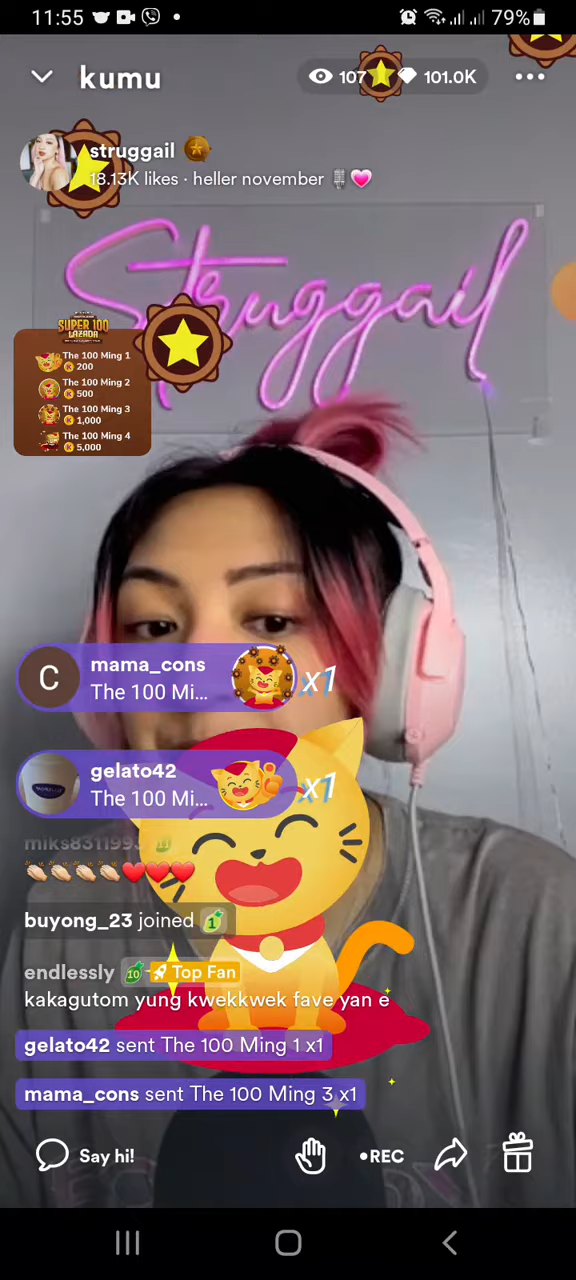 11:55
79%
kumu
107
101.0K
struggail
18.13K likes · heller november
Struggail
SUPER 100
LAZADA
The 100 Ming 1
200
The 100 Ming 2
500
The 100 Ming 3
1,000
The 100 Ming 4
5,000
C
mama_cons
The 100 Mi...
x1
gelato42
The 100 Mi...
x1
buyong_23 joined 1
endlessly 10 Top Fan
kakagutom yung kwekkwek fave yan e
gelato42 sent The 100 Ming 1 x1
mama_cons sent The 100 Ming 3 x1
Say hi!
•REC